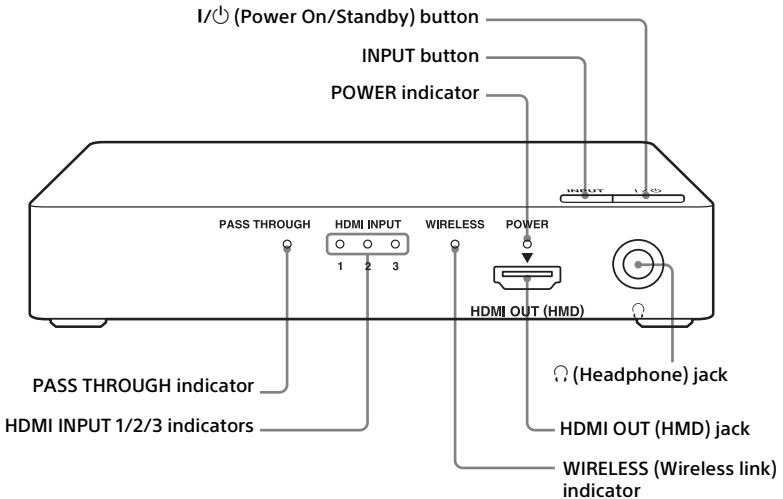 I/⏻ (Power On/Standby) button
INPUT button
POWER indicator
INPUT I/⏻
PASS THROUGH HDMI INPUT WIRELESS POWER
1 2 3
HDMI OUT (HMD)
PASS THROUGH indicator
(Headphone) jack
HDMI INPUT 1/2/3 indicators
HDMI OUT (HMD) jack
WIRELESS (Wireless link)
indicator